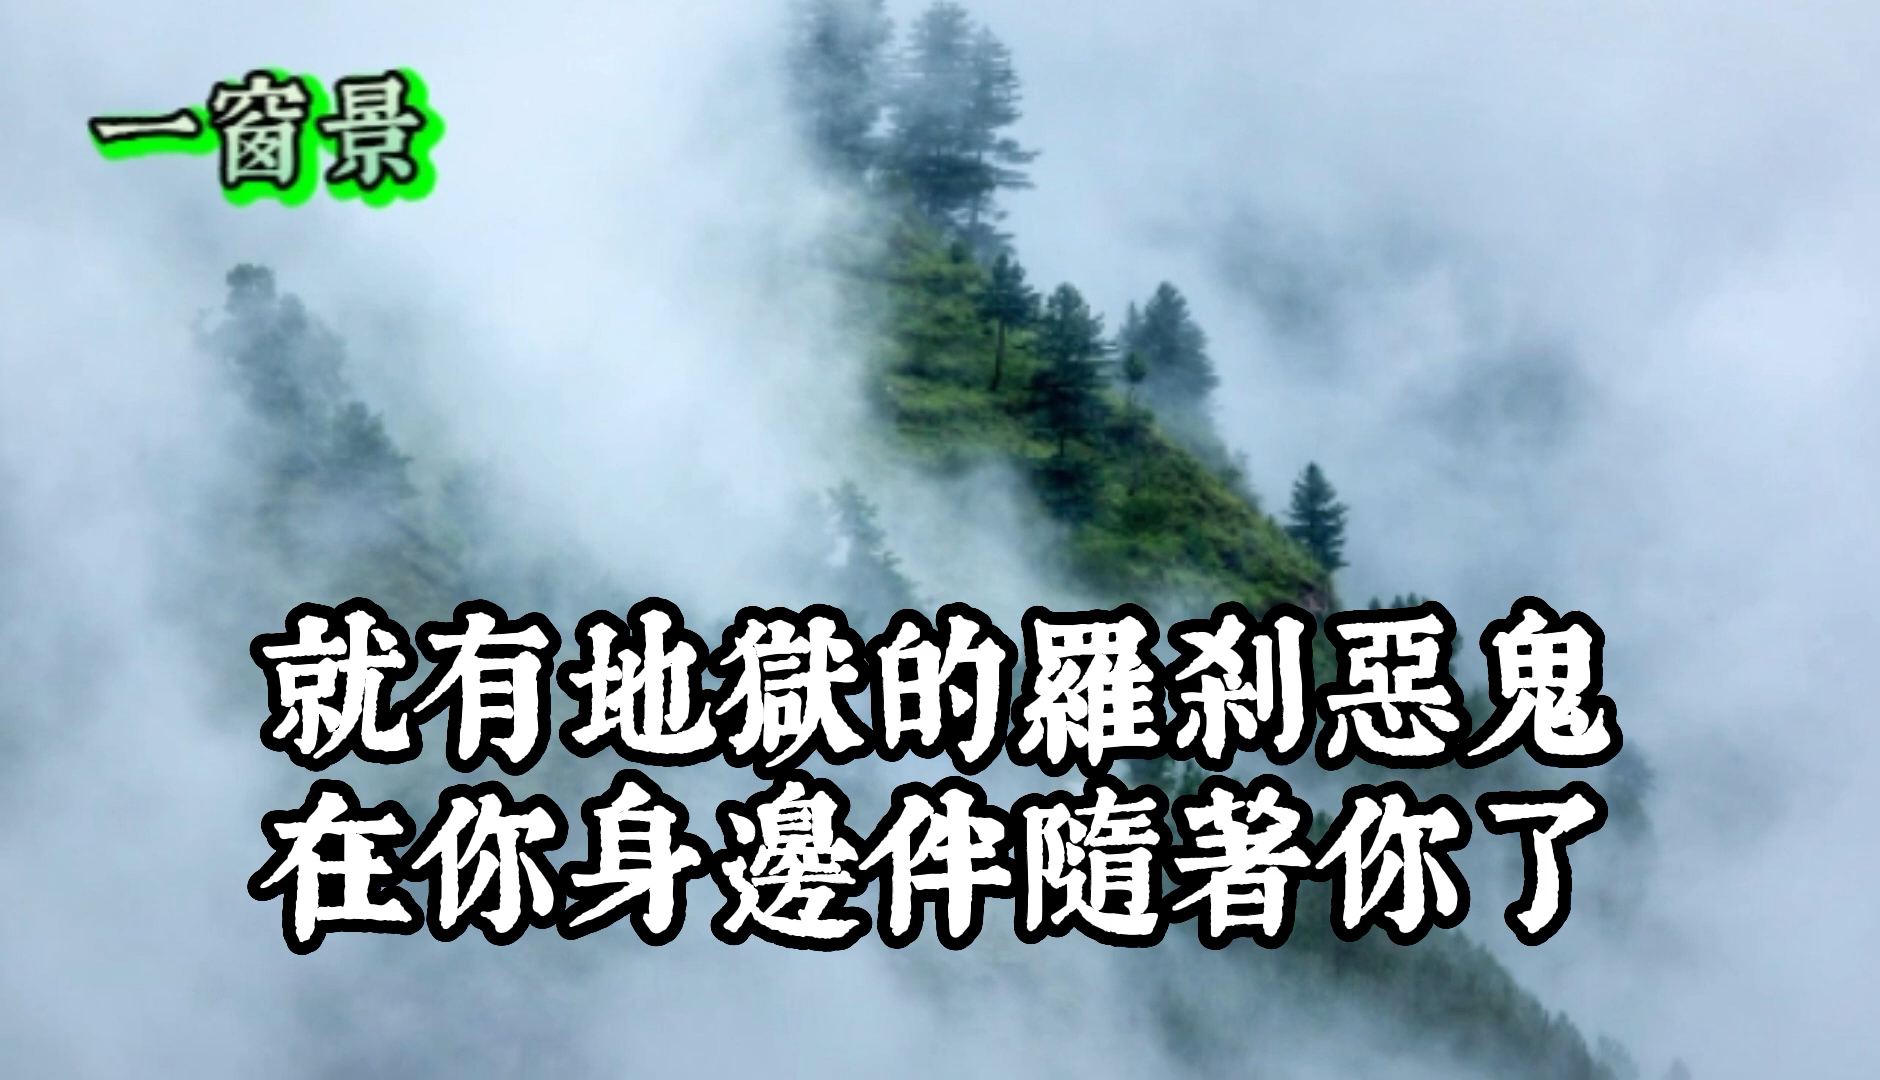 一窗景
就有地獄的羅刹惡鬼
在你身邊伴隨著你了